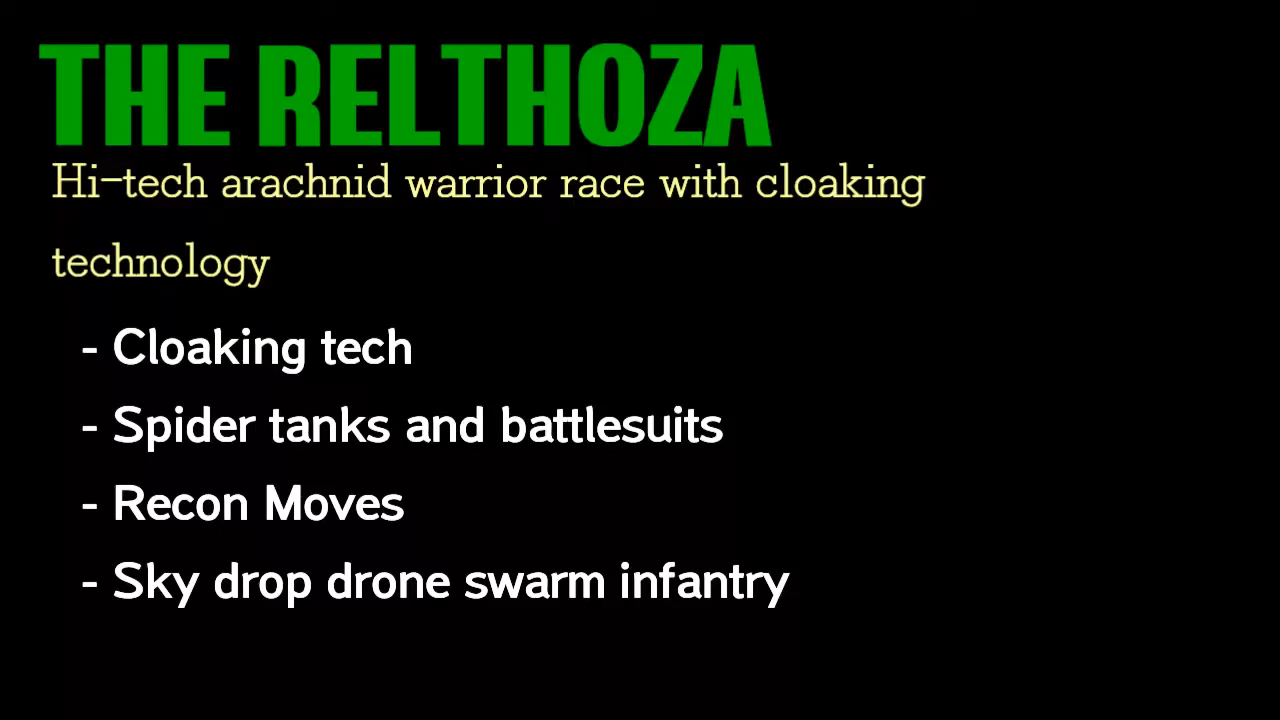 THE RELTHOZA
Hi-tech arachnid warrior race with cloaking
technology
- Cloaking tech
- Spider tanks and battlesuits
- Recon Moves
- Sky drop drone swarm infantry